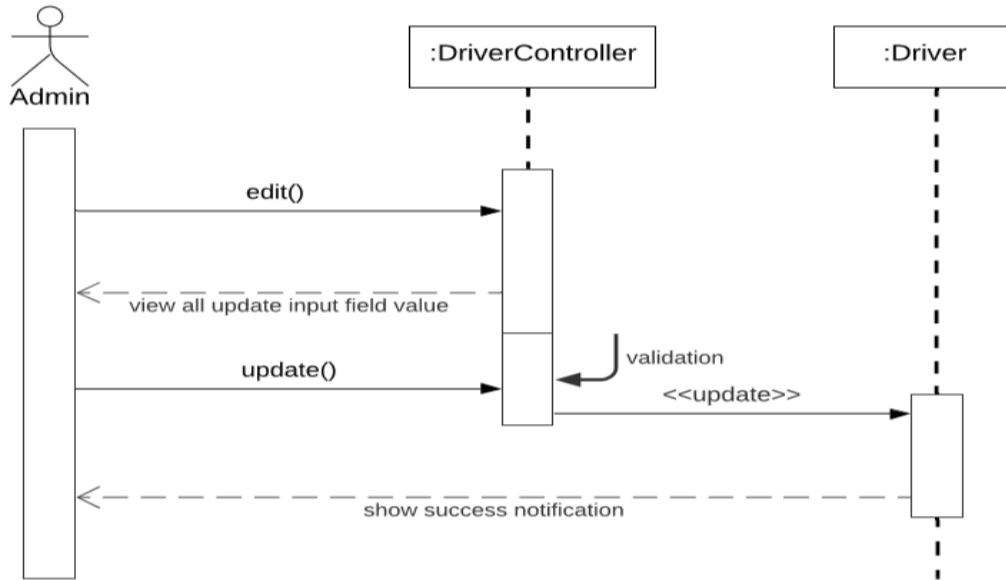 :DriverController
:Driver
Admin
edit()
view all update input field value
validation
update()
<<update>>
show success notification